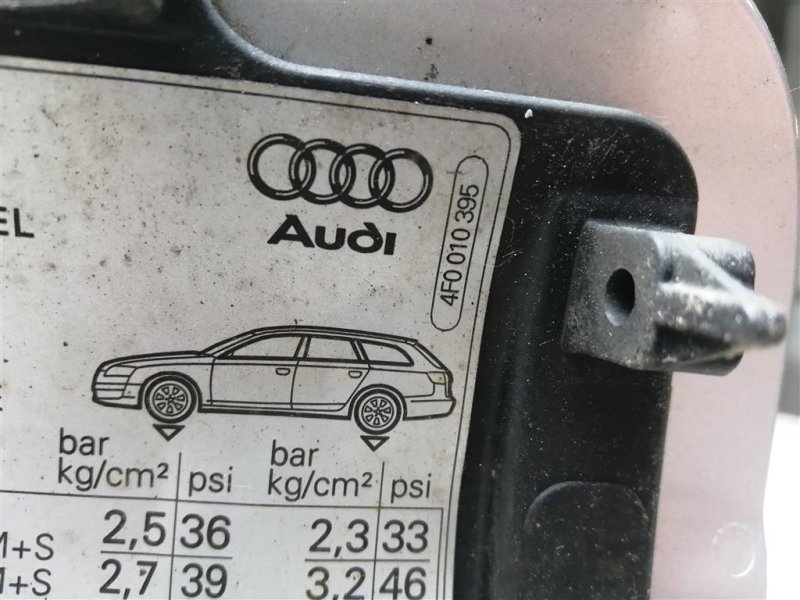 Audi
4F0 010 395
EL
bar psi bar psi
kg/cm² kg/cm²
M+S 2,5 36 2,3 33
M+S 2,7 39 3,2 46